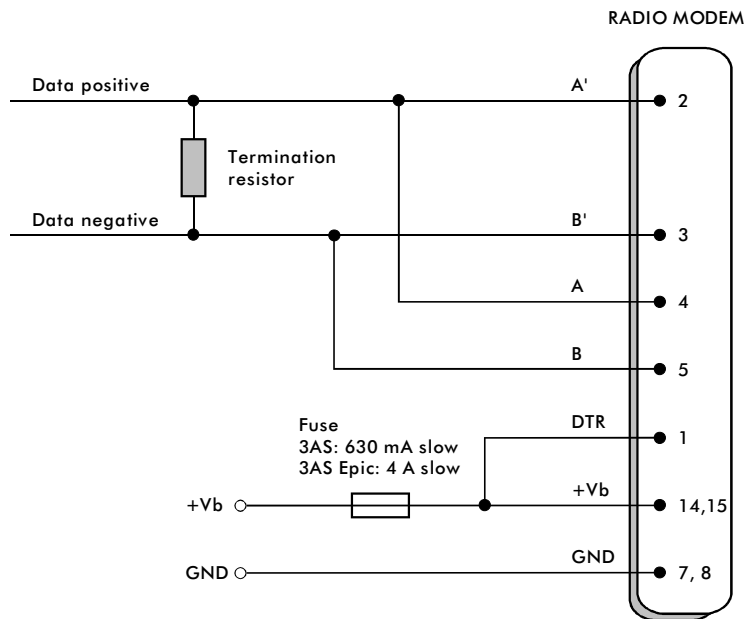 RADIO MODEM
Data positive
A'
2
Termination
resistor
Data negative
B'
3
A
4
B
5
Fuse
3AS: 630 mA slow
3AS Epic: 4 A slow
DTR
1
+Vb
+Vb
14,15
GND
GND
7, 8